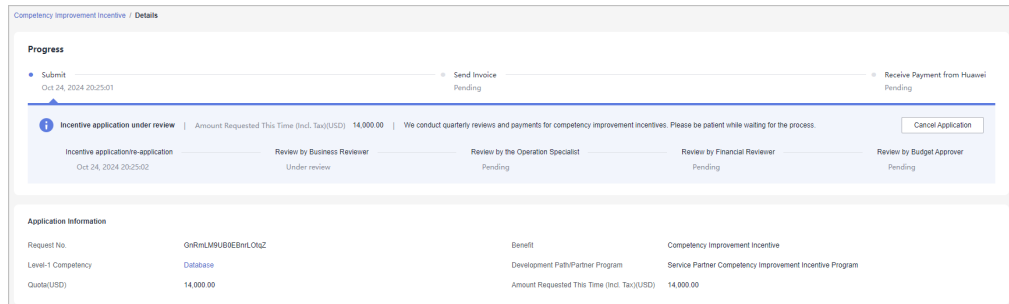 Competency Improvement Incentive / Details
Progress
Submit Send Invoice Receive Payment from Huawei
Oct 24, 2024 20:25:01 Pending Pending
Incentive application under review | Amount Requested This Time (Incl. Tax)(USD) 14,000.00 | We conduct quarterly reviews and payments for competency improvement incentives. Please be patient while waiting for the process. Cancel Application
Incentive application/re-application Review by Business Reviewer Review by the Operation Specialist Review by Financial Reviewer Review by Budget Approver
Oct 24, 2024 20:25:02 Under review Pending Pending Pending
Application Information
Request No. GnRmLM9UB0EBnrLOtqZ Benefit Competency Improvement Incentive
Level-1 Competency Database Development Path/Partner Program Service Partner Competency Improvement Incentive Program
Quota(USD) 14,000.00 Amount Requested This Time (Incl. Tax)(USD) 14,000.00